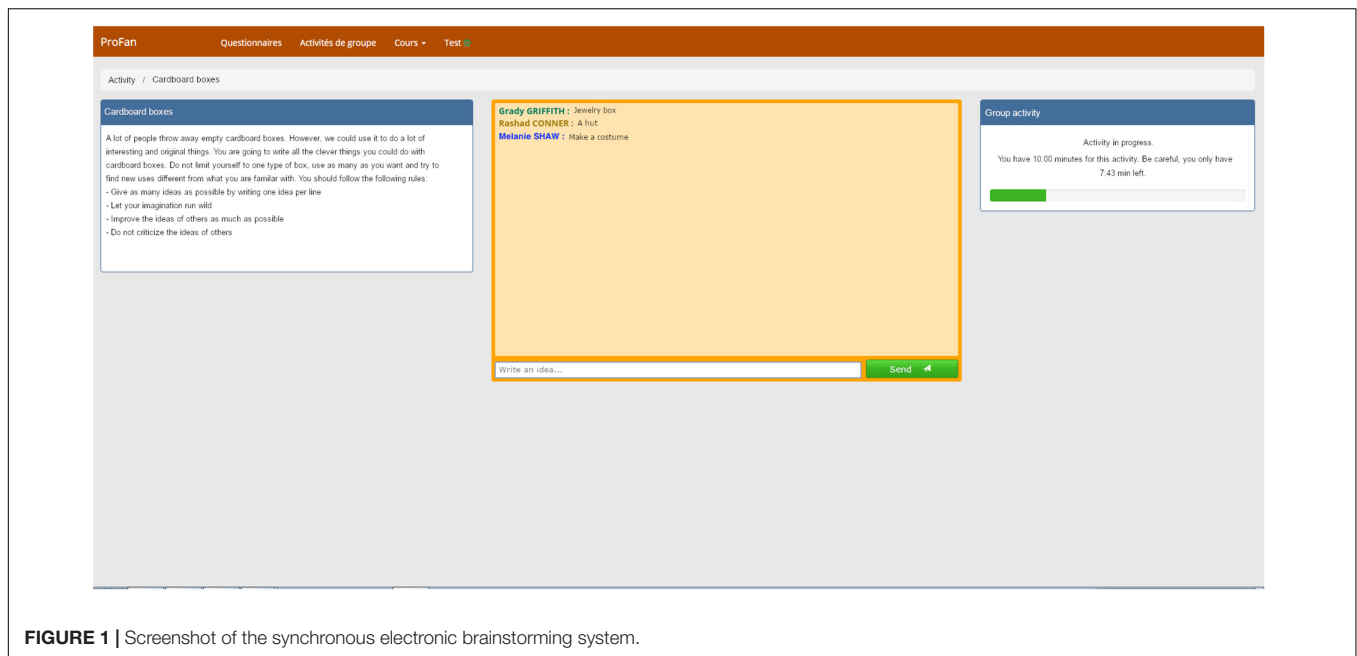 ProFan Questionnaires Activités de groupe Cours Test
Activity / Cardboard boxes
Cardboard boxes
A lot of people throw away empty cardboard boxes. However, we could use it to do a lot of
interesting and original things. You are going to write all the clever things you could do with
cardboard boxes. Do not limit yourself to one type of box, use as many as you want and try to
find new uses different from what you are familar with. You should follow the following rules:
- Give as many ideas as possible by writing one idea per line
- Let your imagination run wild
- Improve the ideas of others as much as possible
- Do not criticize the ideas of others
Grady GRIFFITH : Jewelry box
Rashad CONNER : A hut
Melanie SHAW : Make a costume
Write an idea...
Send
Group activity
Activity in progress.
You have 10.00 minutes for this activity. Be careful, you only have
7:43 min left.
FIGURE 1 | Screenshot of the synchronous electronic brainstorming system.